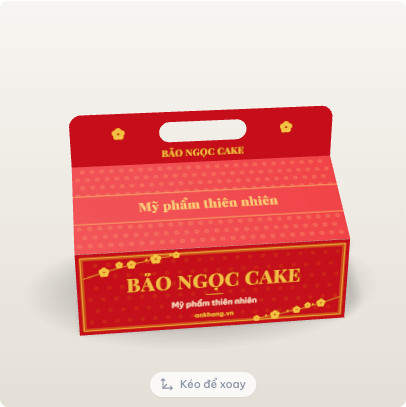 BẢO NGỌC CAKE
Mỹ phẩm thiên nhiên
BẢO NGỌC CAKE
Mỹ phẩm thiên nhiên
ankhang.vn
Kéo để xoay